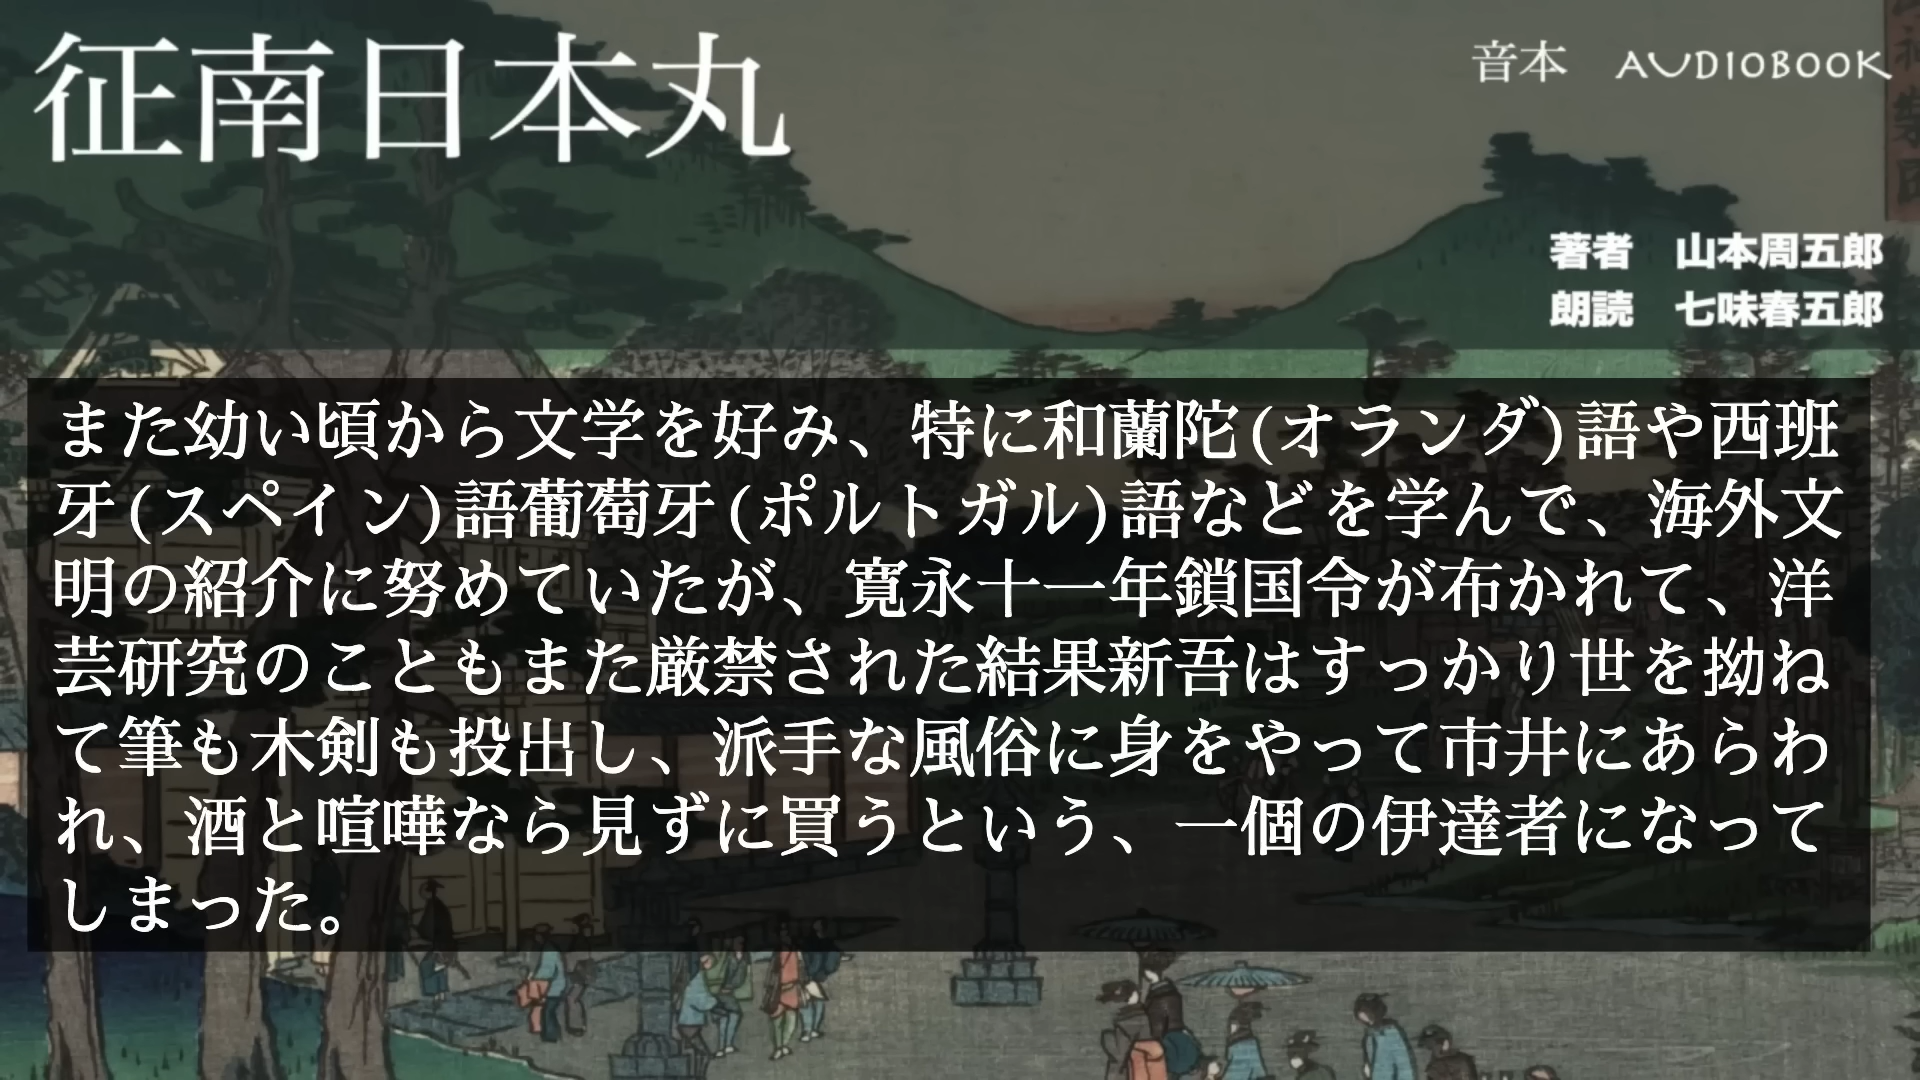 征南日本丸
音本　AUDIOBOOK
著者　山本周五郎
朗読　七味春五郎
また幼い頃から文学を好み、特に和蘭陀(オランダ)語や西班
牙(スペイン)語葡萄牙(ポルトガル)語などを学んで、海外文
明の紹介に努めていたが、寛永十一年鎖国令が布かれて、洋
芸研究のこともまた厳禁された結果新吾はすっかり世を拗ね
て筆も木剣も投出し、派手な風俗に身をやって市井にあらわ
れ、酒と喧嘩なら見ずに買うという、一個の伊達者になって
しまった。